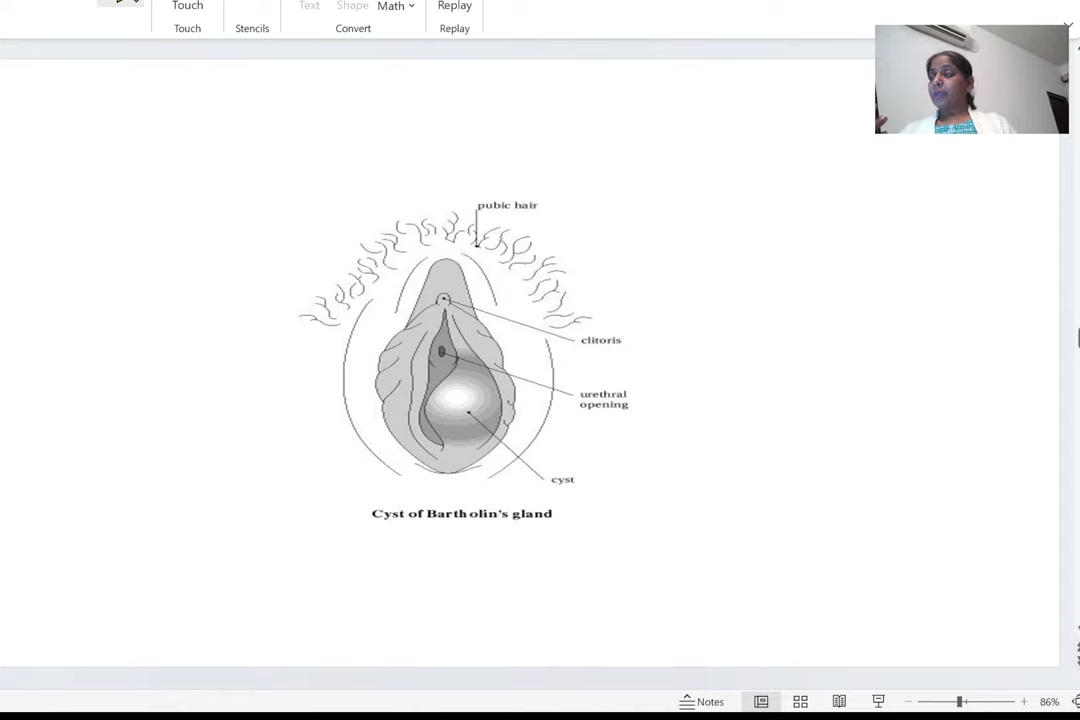 Touch
Text
Shape
Math
Replay
Touch
Stencils
Convert
Replay
pubic hair
clitoris
urethral
opening
cyst
Cyst of Bartholin's gland
Notes
86%